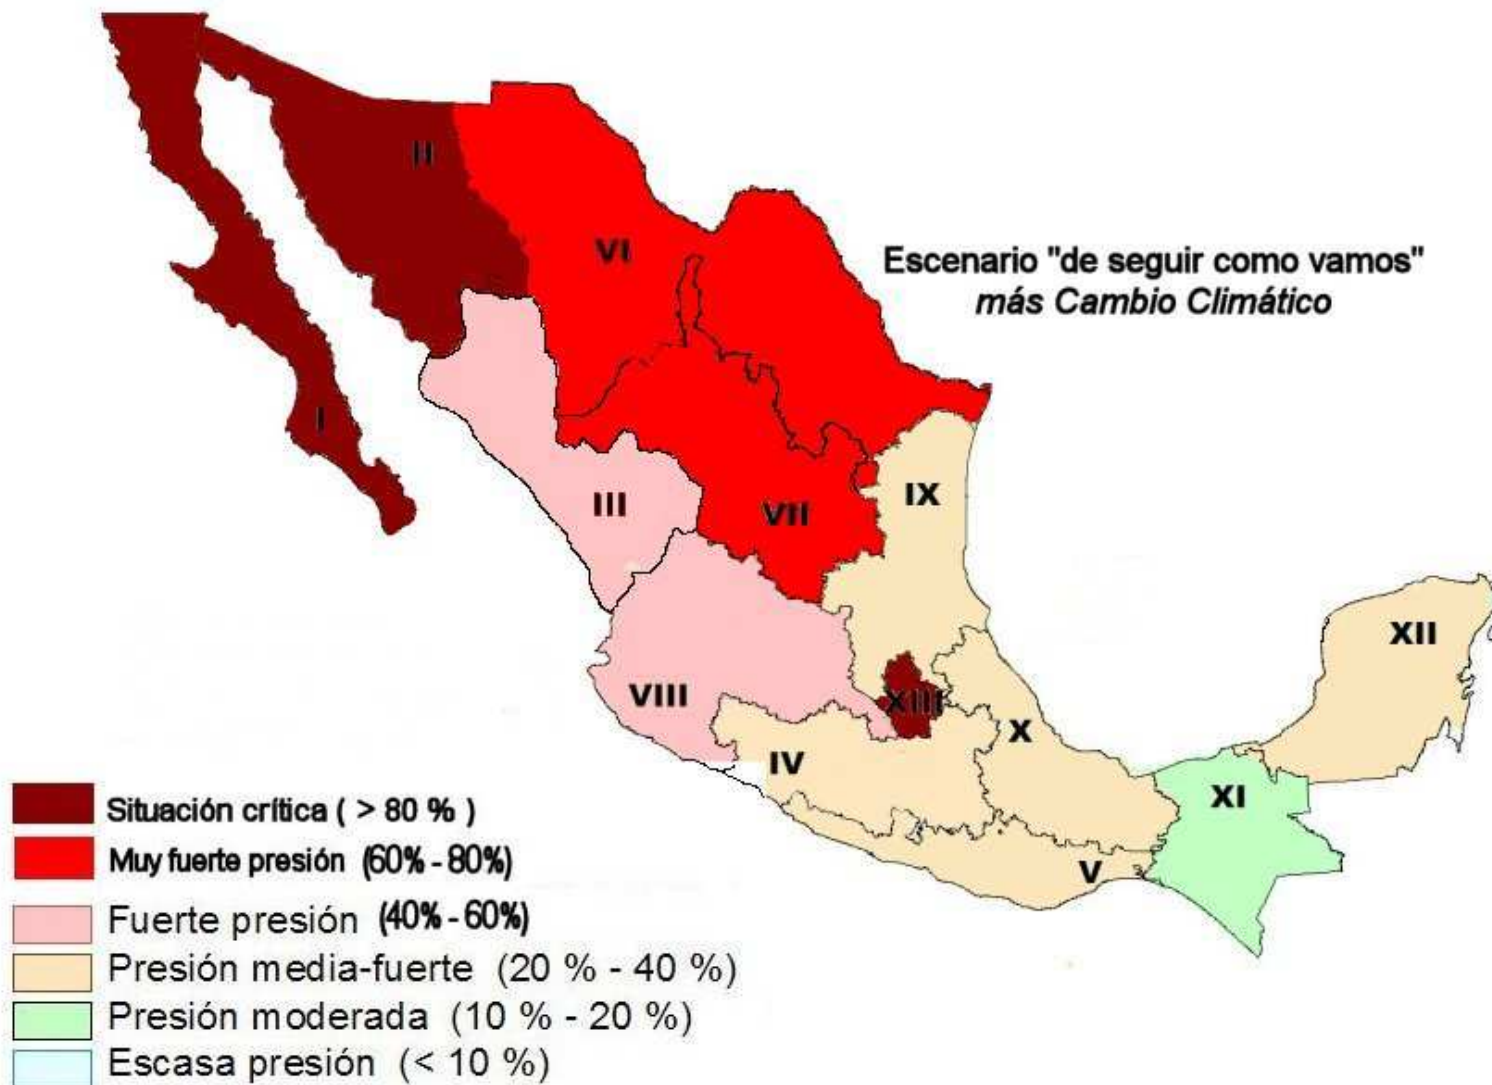 II
VI
Escenario "de seguir como vamos"
más Cambio Climático
I
III
VII
IX
XII
VIII
XIII
X
IV
XI
V
Situación crítica ( > 80 % )
Muy fuerte presión (60% - 80%)
Fuerte presión (40% - 60%)
Presión media-fuerte (20 % - 40 %)
Presión moderada (10 % - 20 %)
Escasa presión (< 10 %)